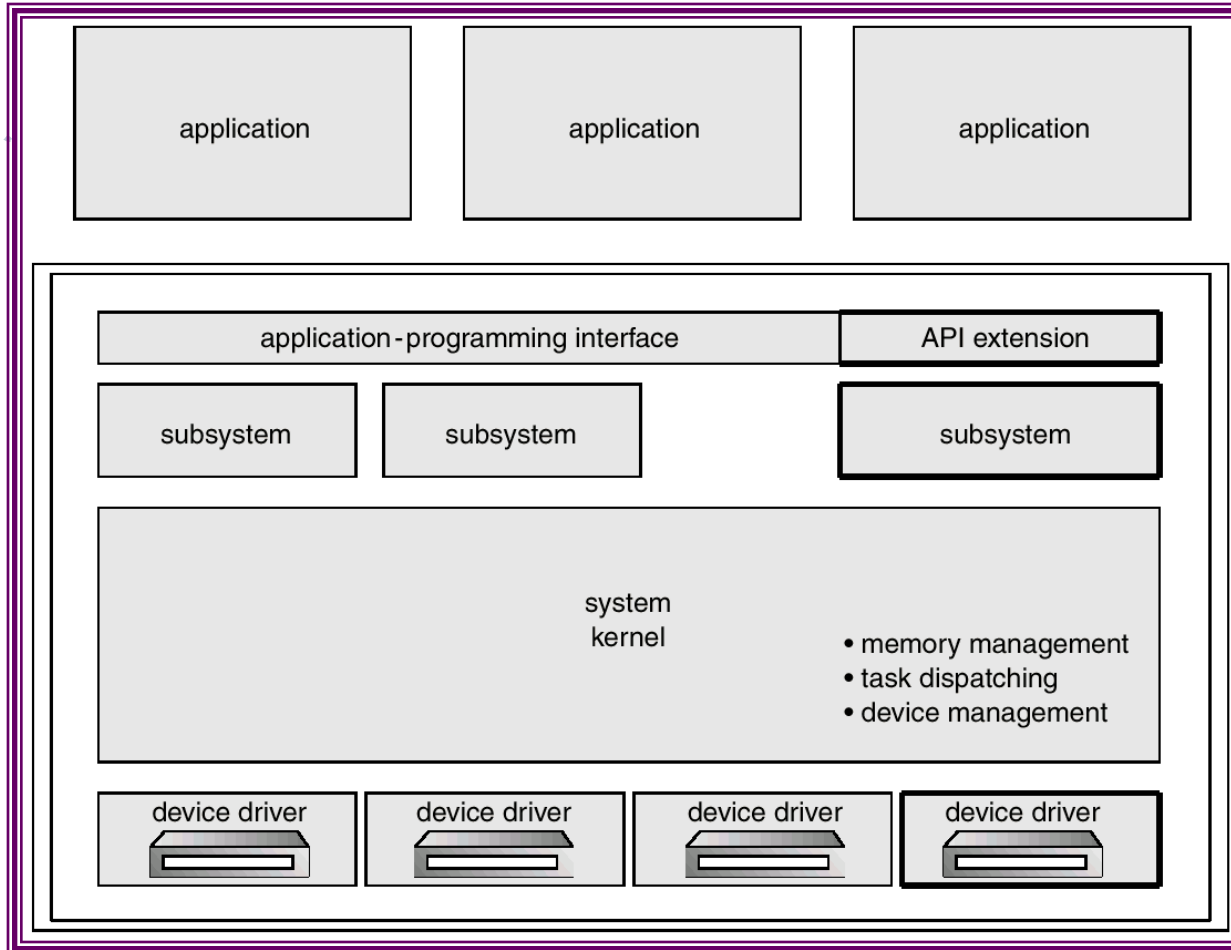 application
application
application
application-programming interface
API extension
subsystem
subsystem
subsystem
system
kernel
• memory management
• task dispatching
• device management
device driver
device driver
device driver
device driver